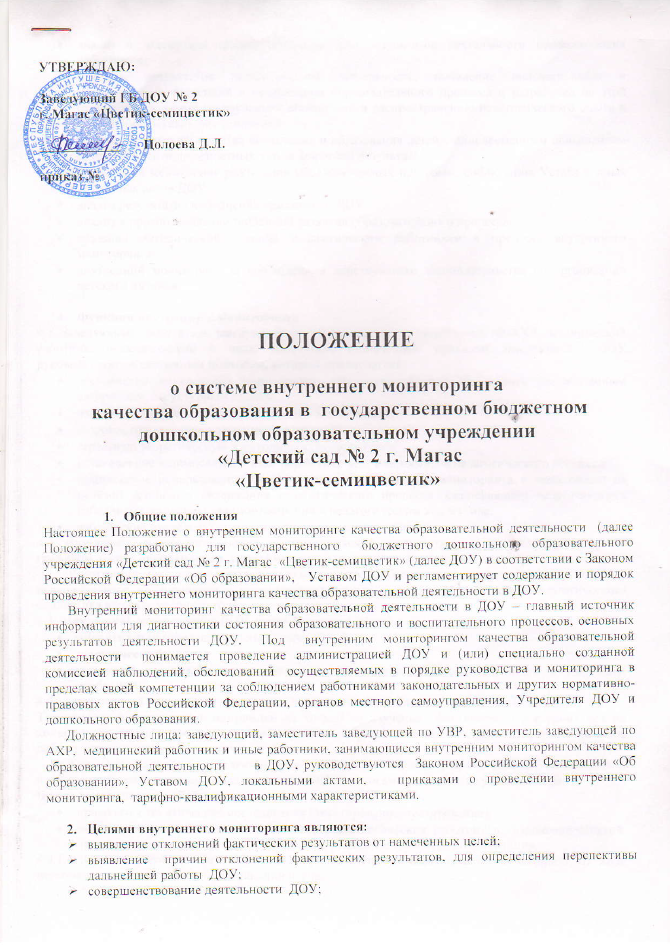 УТВЕРЖДАЮ:
Заведующий ГБДОУ № 2
г. Магас «Цветик-семицветик»
Цолоева Д.Л.
приказ №
ПОЛОЖЕНИЕ
о системе внутреннего мониторинга
качества образования в государственном бюджетном
дошкольном образовательном учреждении
«Детский сад № 2 г. Магас
«Цветик-семицветик»
1. Общие положения
Настоящее Положение о внутреннем мониторинге качества образовательной деятельности (далее
Положение) разработано для государственного бюджетного дошкольного образовательного
учреждения «Детский сад № 2 г. Магас «Цветик-семицветик» (далее ДОУ) в соответствии с Законом
Российской Федерации «Об образовании», Уставом ДОУ и регламентирует содержание и порядок
проведения внутреннего мониторинга качества образовательной деятельности в ДОУ.
Внутренний мониторинг качества образовательной деятельности в ДОУ – главный источник
информации для диагностики состояния образовательного и воспитательного процессов, основных
результатов деятельности ДОУ. Под внутренним мониторингом качества образовательной
деятельности понимается проведение администрацией ДОУ и (или) специально созданной
комиссией наблюдений, обследований осуществляемых в порядке руководства и мониторинга в
пределах своей компетенции за соблюдением работниками законодательных и других нормативно-
правовых актов Российской Федерации, органов местного самоуправления, Учредителя ДОУ и
дошкольного образования.
Должностные лица: заведующий, заместитель заведующей по УВР, заместитель заведующей по
АХР, медицинский работник и иные работники, занимающиеся внутренним мониторингом качества
образовательной деятельности в ДОУ, руководствуются Законом Российской Федерации «Об
образовании», Уставом ДОУ, локальными актами, приказами о проведении внутреннего
мониторинга, тарифно-квалификационными характеристиками.
2. Целями внутреннего мониторинга являются:
➢ выявление отклонений фактических результатов от намеченных целей;
➢ выявление причин отклонений фактических результатов, для определения перспективы
дальнейшей работы ДОУ;
➢ совершенствование деятельности ДОУ;